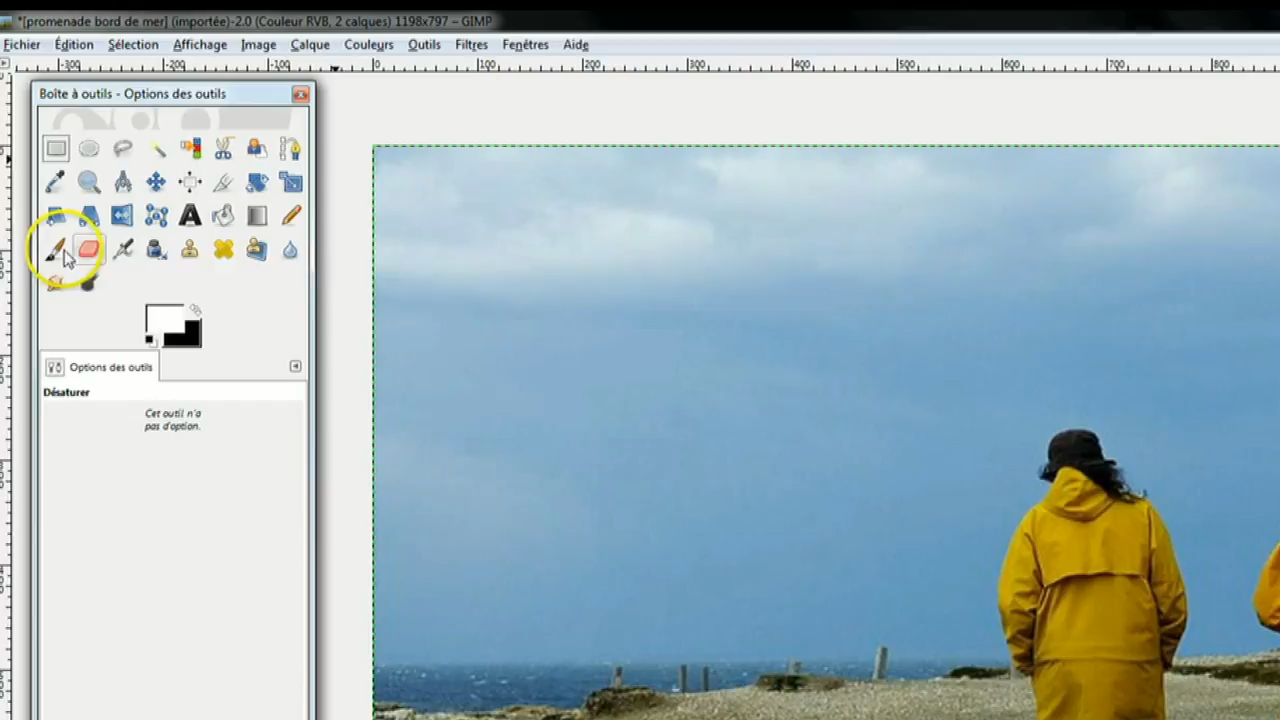 *[promenade bord de mer] (importée)-2.0 (Couleur RVB, 2 calques) 1198x797 – GIMP
Fichier Édition Sélection Affichage Image Calque Couleurs Outils Filtres Fenêtres Aide
-300 -200 -100 0 100 200 300 400 500 600 700 800
Boîte à outils - Options des outils
Options des outils
Désaturer
Cet outil n'a
pas d'option.